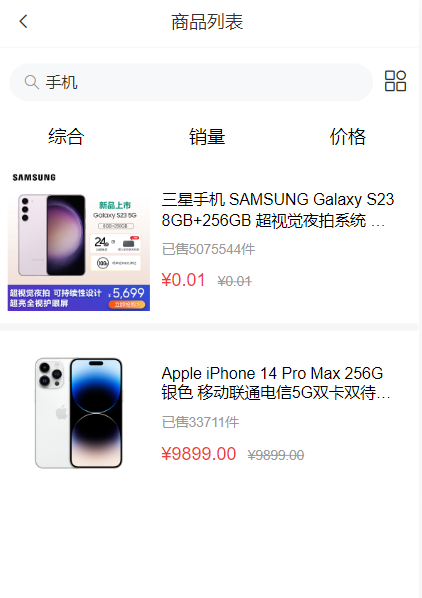 商品列表
手机
综合 销量 价格
SAMSUNG
新品上市
Galaxy S23 5G
8GB+256GB
24
100
超视觉夜拍 可持续性设计
超亮全视护眼屏
¥5,699
三星手机 SAMSUNG Galaxy S23
8GB+256GB 超视觉夜拍系统 …
已售5075544件
¥0.01 ¥0.01
Apple iPhone 14 Pro Max 256G
银色 移动联通电信5G双卡双待…
已售33711件
¥9899.00 ¥9899.00